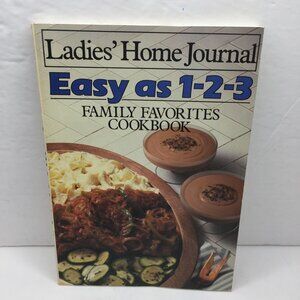 Ladies' Home Journal
Easy as 1-2-3
FAMILY FAVORITES
COOKBOOK